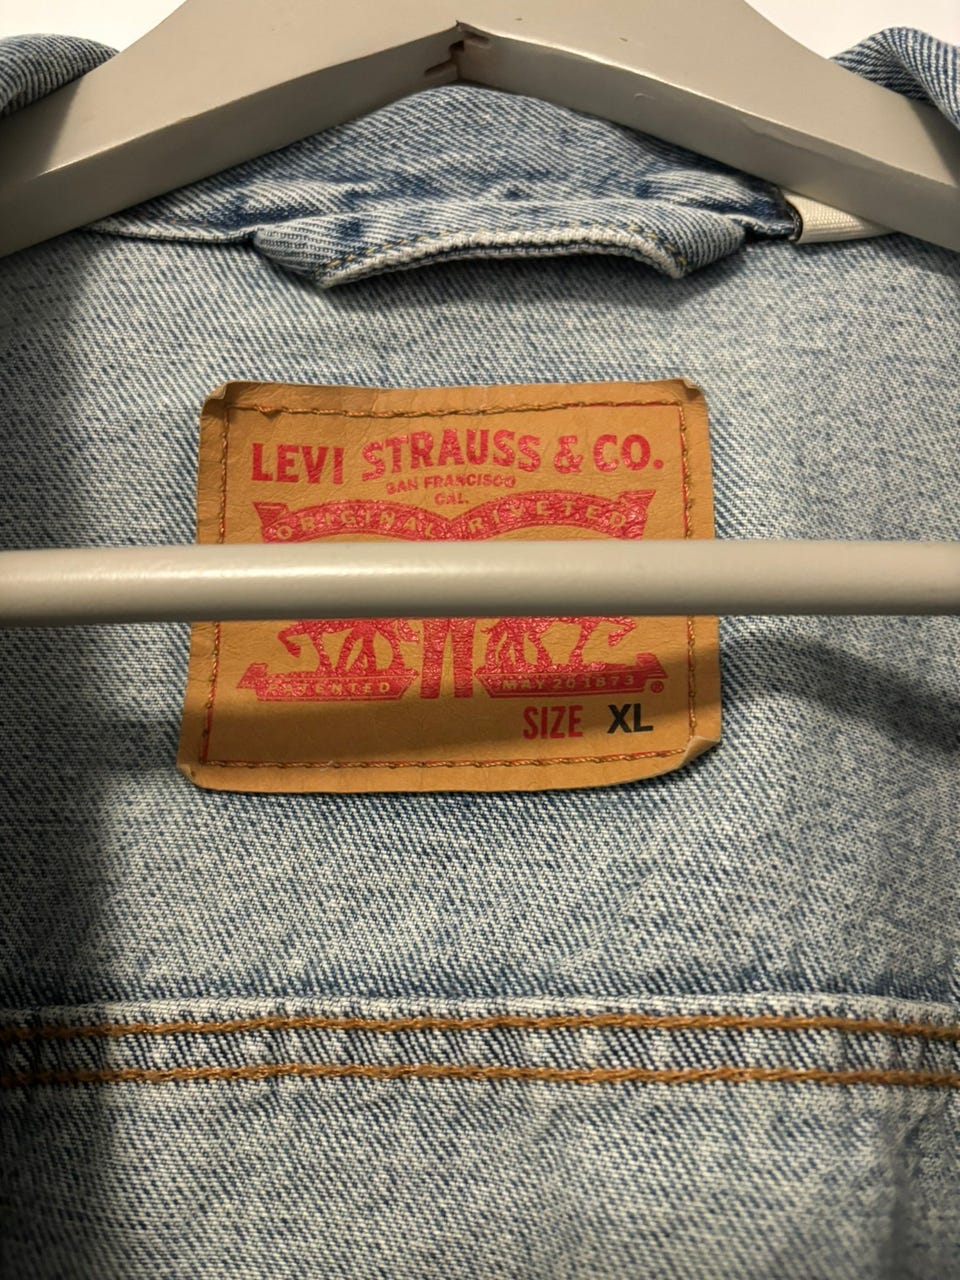 LEVI STRAUSS & CO.
SAN FRANCISCO
CAL.
ORIGINAL RIVETED
PATENTED MAY 20 1873 ®
SIZE XL